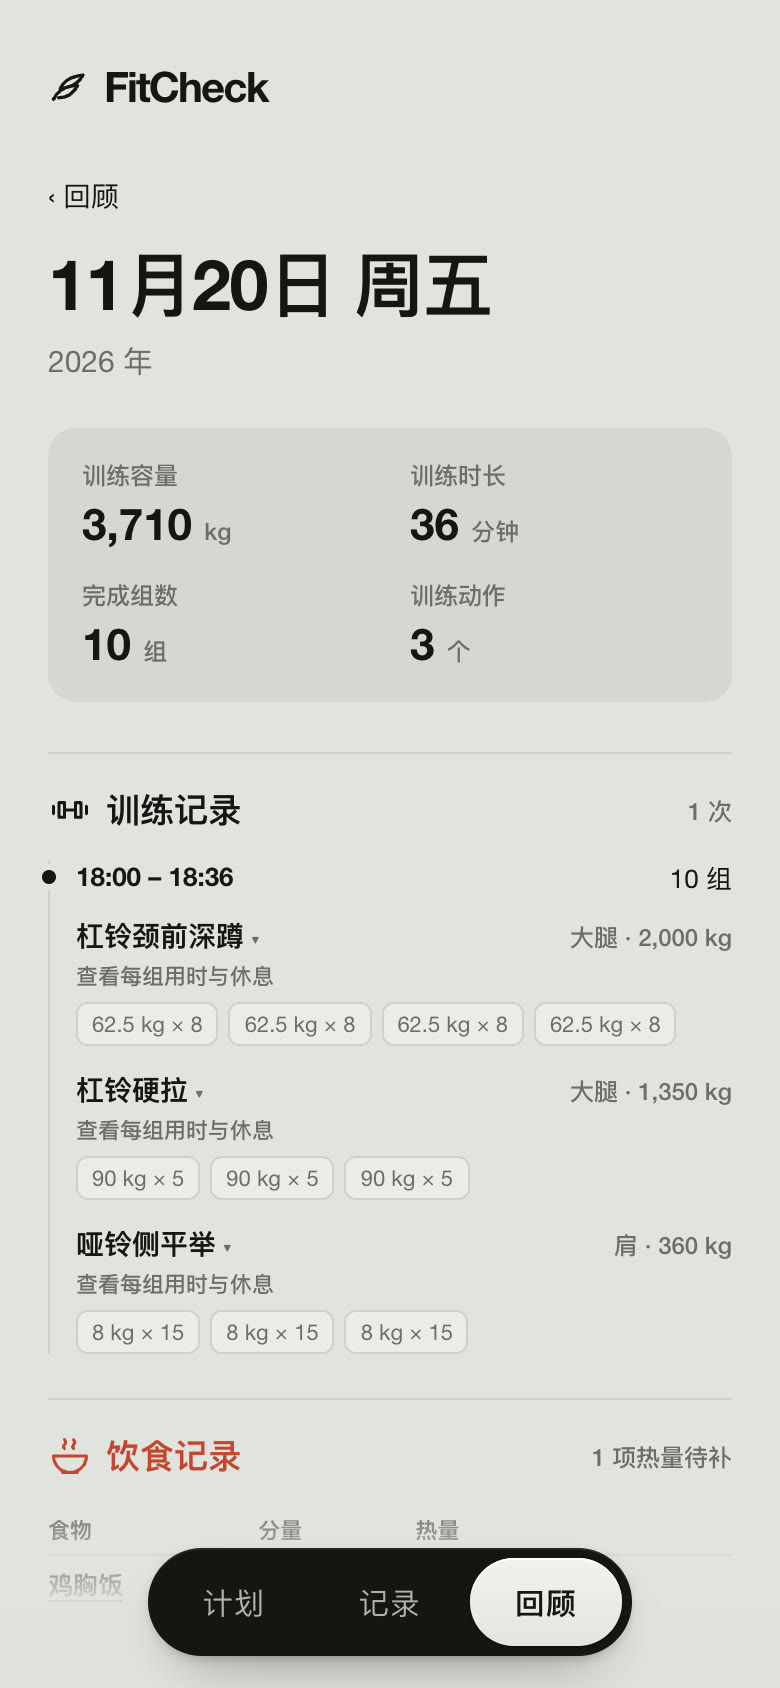 FitCheck
‹ 回顾
11月20日 周五
2026 年
训练容量 训练时长
3,710 kg 36 分钟
完成组数 训练动作
10 组 3 个
训练记录 1 次
18:00 – 18:36 10 组
杠铃颈前深蹲 ▾ 大腿 · 2,000 kg
查看每组用时与休息
62.5 kg × 8 62.5 kg × 8 62.5 kg × 8 62.5 kg × 8
杠铃硬拉 ▾ 大腿 · 1,350 kg
查看每组用时与休息
90 kg × 5 90 kg × 5 90 kg × 5
哑铃侧平举 ▾ 肩 · 360 kg
查看每组用时与休息
8 kg × 15 8 kg × 15 8 kg × 15
饮食记录 1 项热量待补
食物 分量 热量
鸡胸饭
计划 记录 回顾